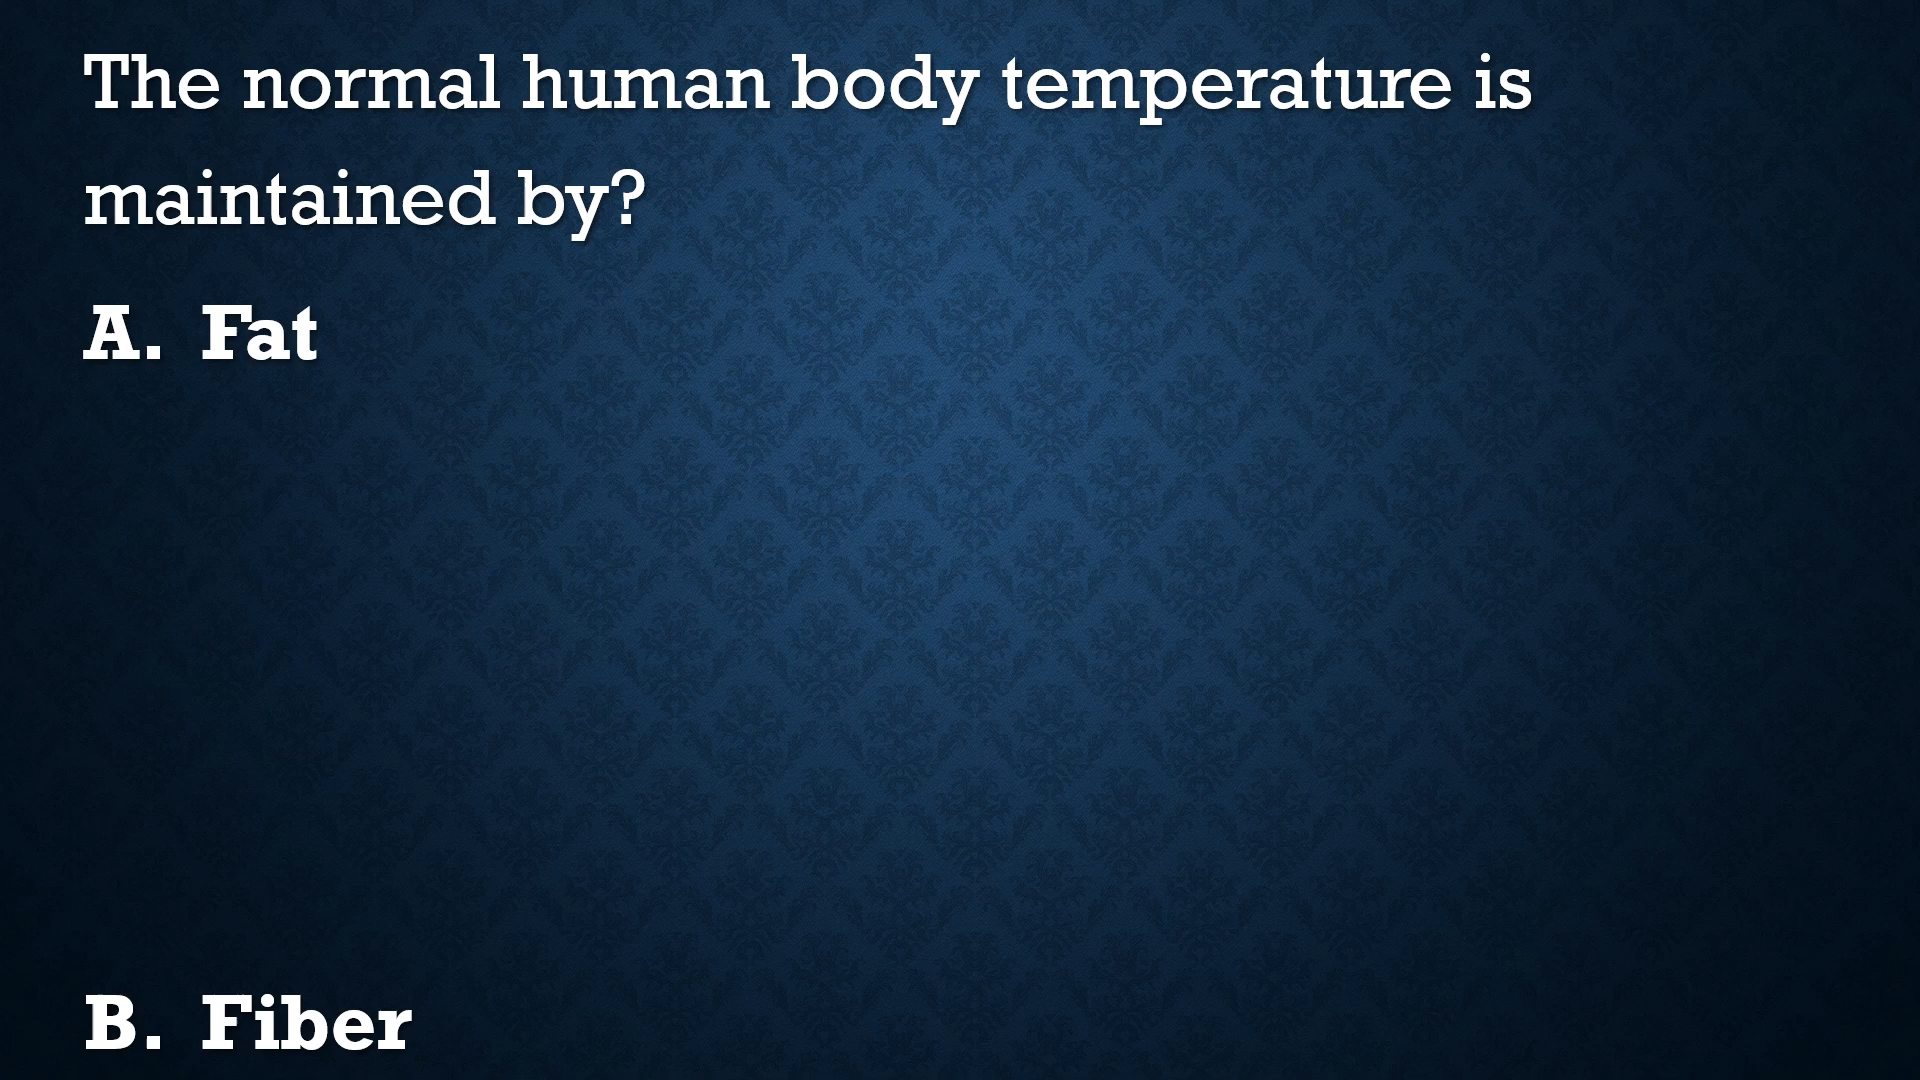 The normal human body temperature is
maintained by?
A. Fat
B. Fiber